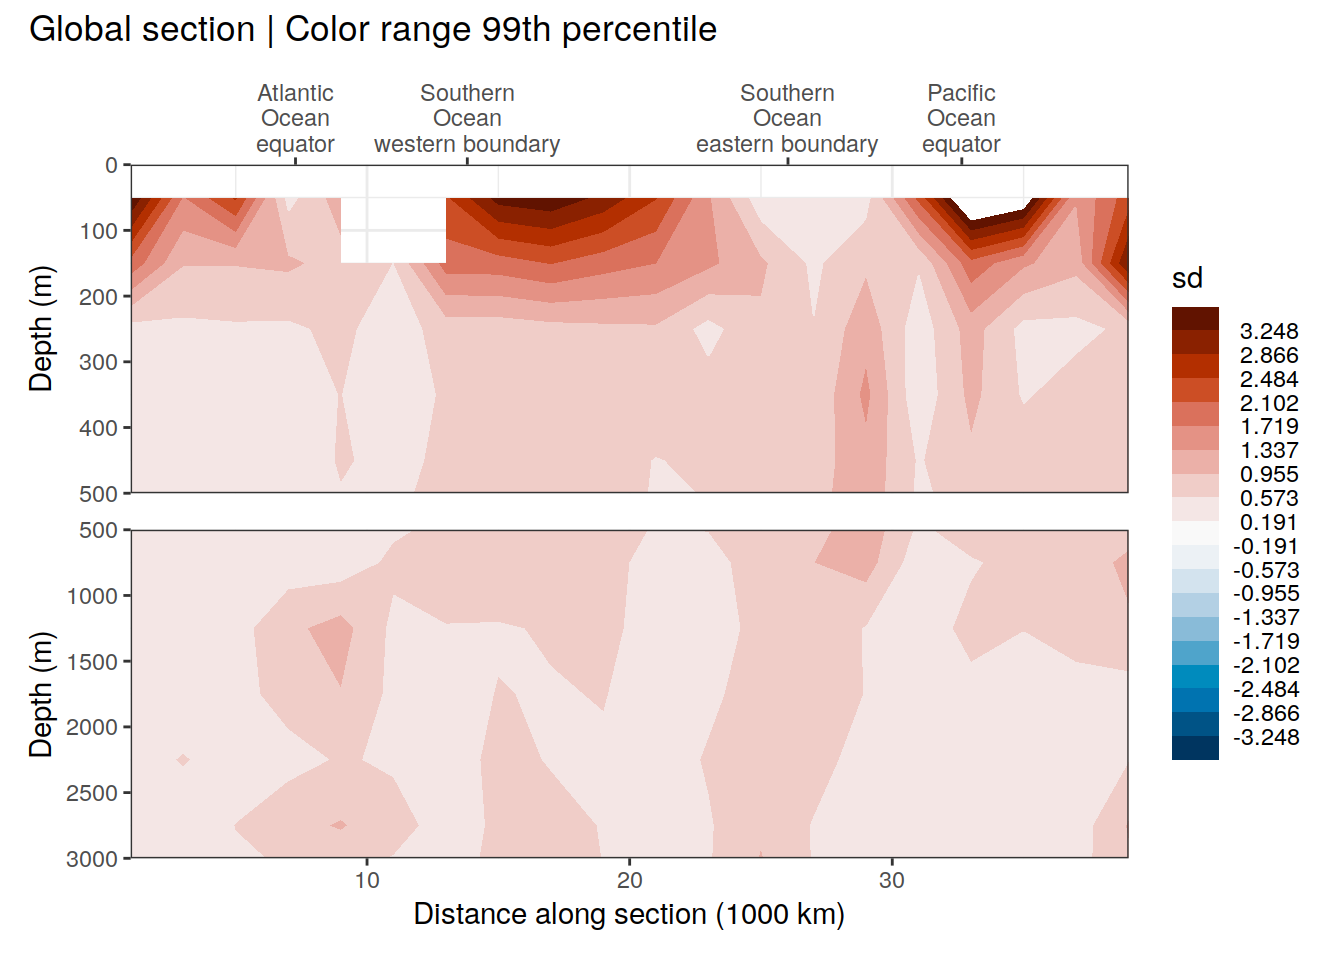 Global section | Color range 99th percentile
Atlantic
Ocean
equator
Southern
Ocean
western boundary
Southern
Ocean
eastern boundary
Pacific
Ocean
equator
0
100
200
300
400
500
Depth (m)
500
1000
1500
2000
2500
3000
Depth (m)
10
20
30
Distance along section (1000 km)
sd
3.248
2.866
2.484
2.102
1.719
1.337
0.955
0.573
0.191
-0.191
-0.573
-0.955
-1.337
-1.719
-2.102
-2.484
-2.866
-3.248